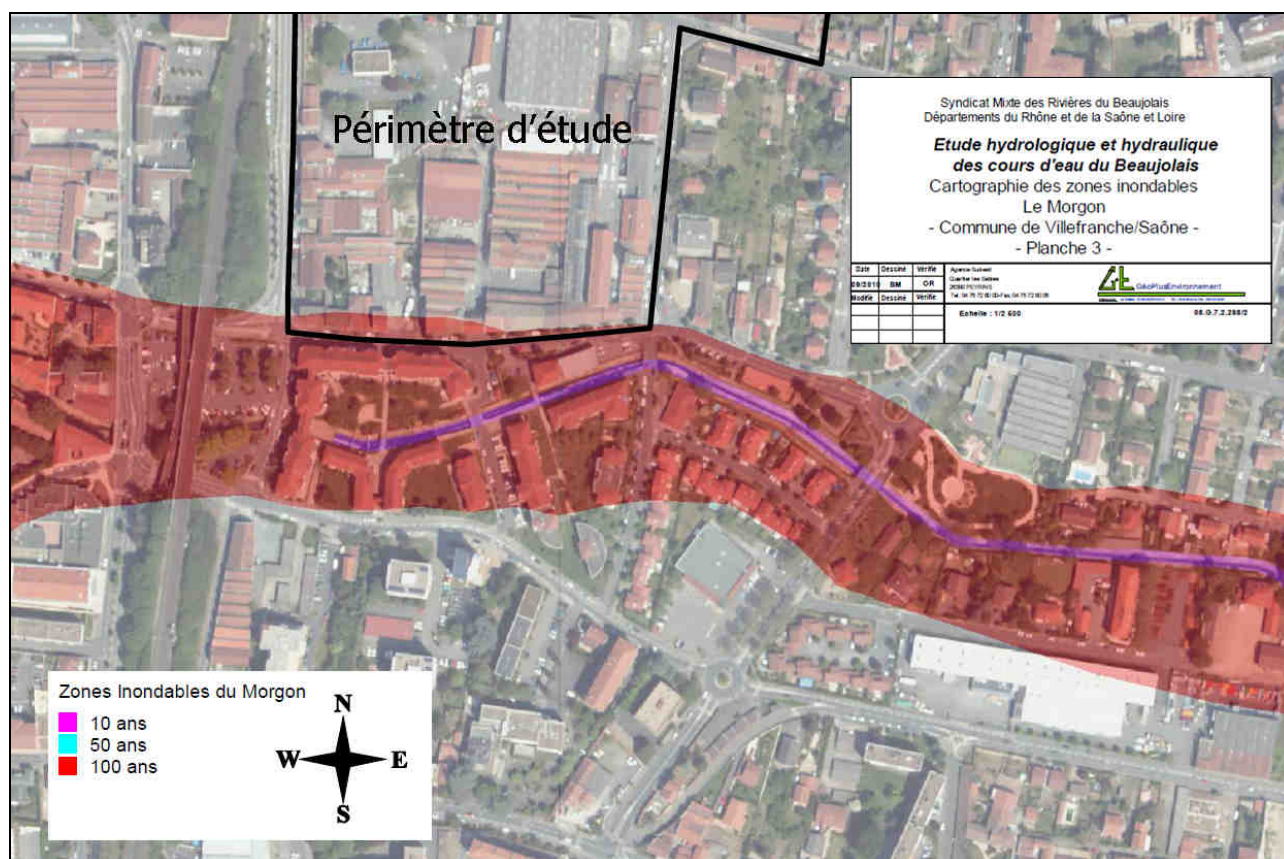 Périmètre d'étude
Syndicat Mixte des Rivières du Beaujolais
Départements du Rhône et de la Saône et Loire
Etude hydrologique et hydraulique
des cours d'eau du Beaujolais
Cartographie des zones inondables
Le Morgon
- Commune de Villefranche/Saône -
- Planche 3 -
Date Dessiné Vérifié
09/2010 BM OR
Modifié Dessiné Vérifié
GéoPlusEnvironnement
Echelle : 1/2 600
Zones Inondables du Morgon
10 ans
50 ans
100 ans
N
W E
S